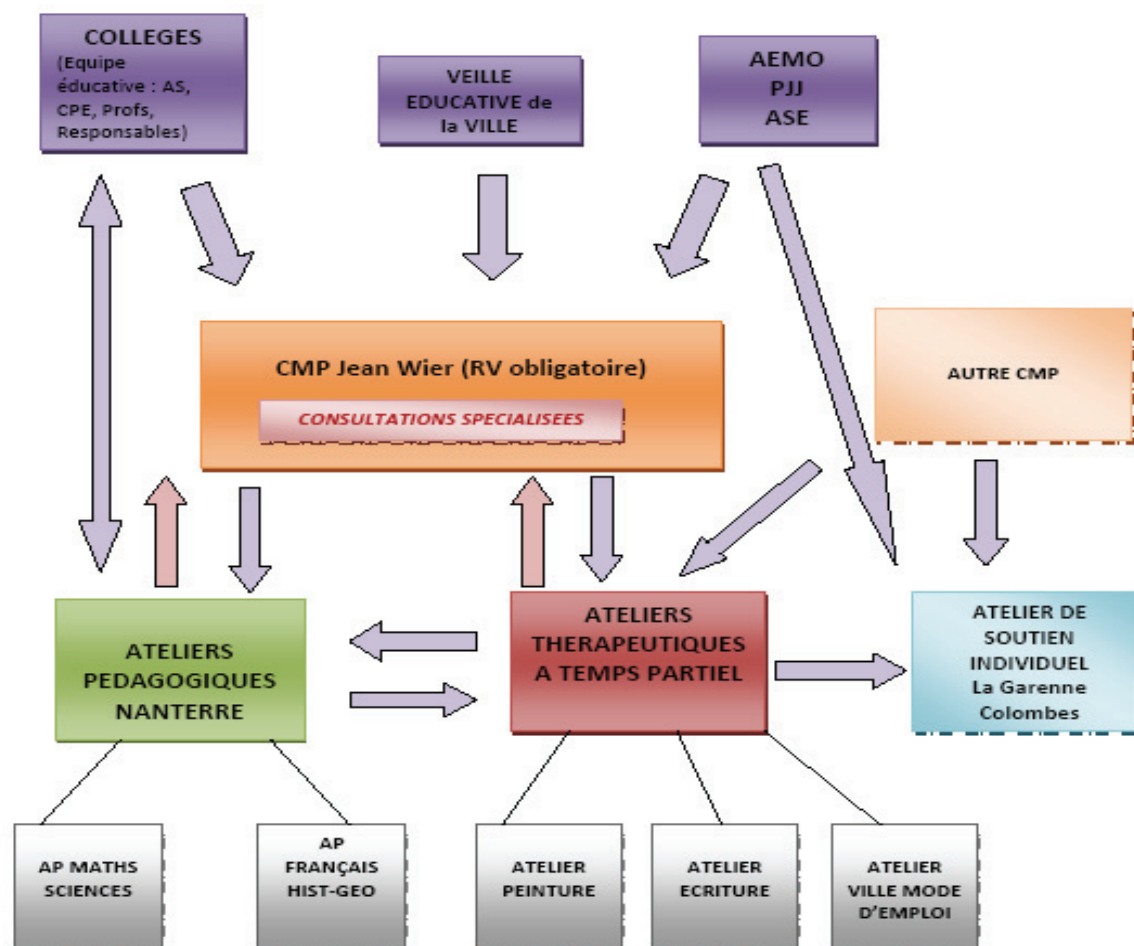 COLLEGES
(Equipe
éducative : AS,
CPE, Profs,
Responsables)
VEILLE
EDUCATIVE de
la VILLE
AEMO
PJJ
ASE
CMP Jean Wier (RV obligatoire)
CONSULTATIONS SPECIALISEES
AUTRE CMP
ATELIERS
PEDAGOGIQUES
NANTERRE
ATELIERS
THERAPEUTIQUES
A TEMPS PARTIEL
ATELIER DE
SOUTIEN
INDIVIDUEL
La Garenne
Colombes
AP MATHS
SCIENCES
AP
FRANÇAIS
HIST-GEO
ATELIER
PEINTURE
ATELIER
ECRITURE
ATELIER
VILLE MODE
D'EMPLOI